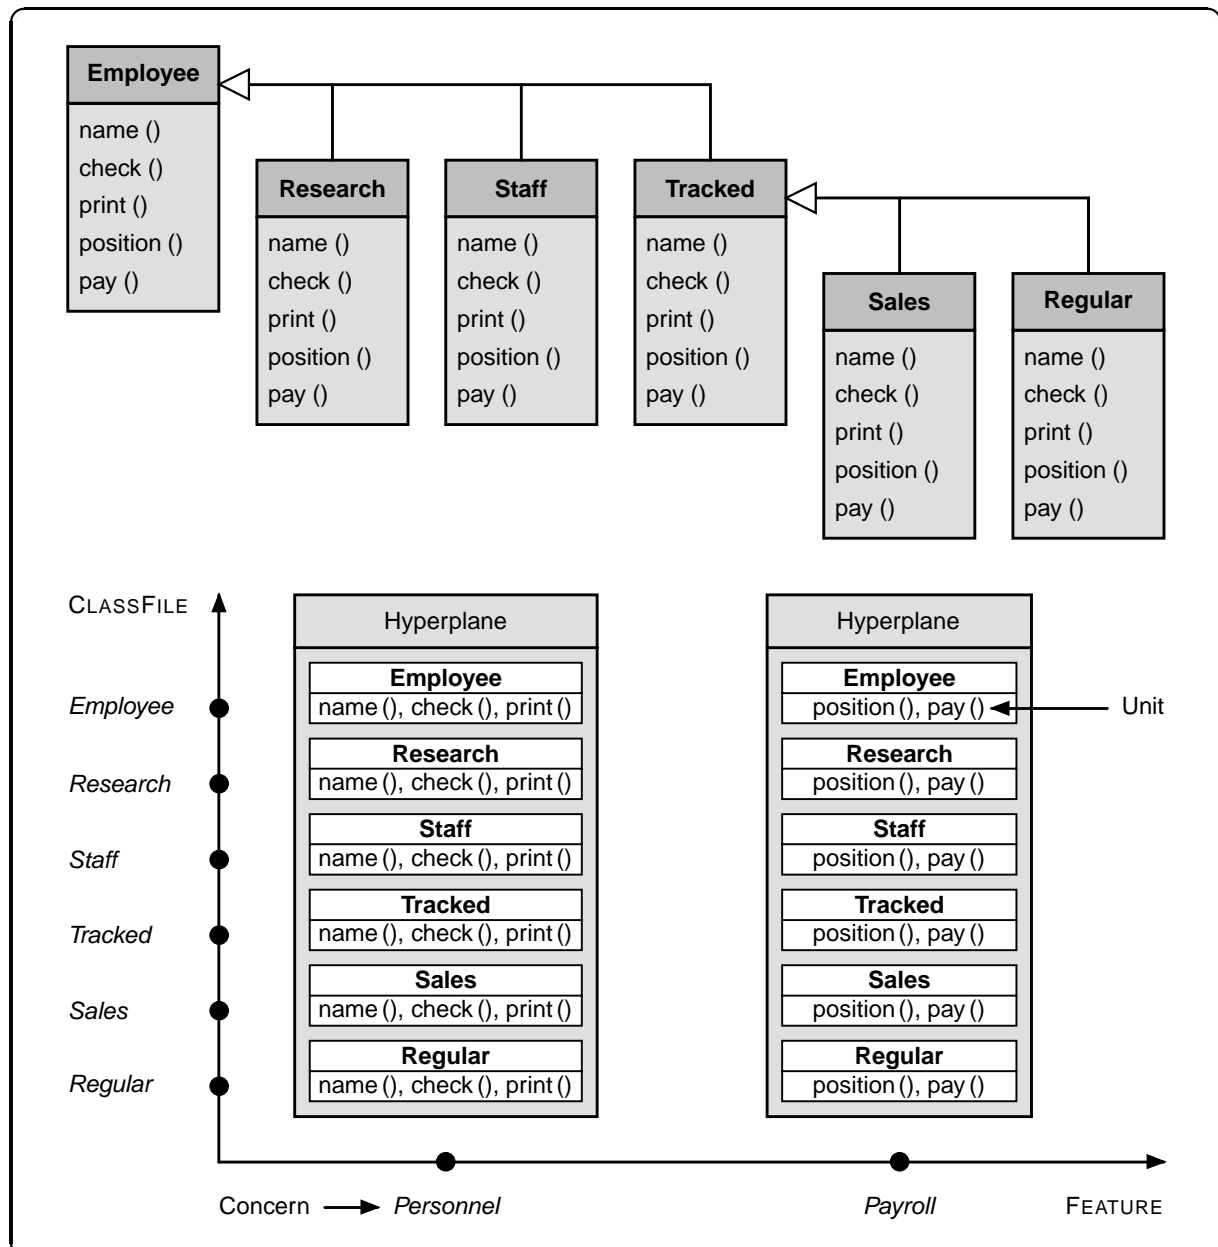 Employee
name ()
check ()
print ()
position ()
pay ()
Research
name ()
check ()
print ()
position ()
pay ()
Staff
name ()
check ()
print ()
position ()
pay ()
Tracked
name ()
check ()
print ()
position ()
pay ()
Sales
name ()
check ()
print ()
position ()
pay ()
Regular
name ()
check ()
print ()
position ()
pay ()
CLASSFILE
Employee
Research
Staff
Tracked
Sales
Regular
Hyperplane
Employee
name (), check (), print ()
Research
name (), check (), print ()
Staff
name (), check (), print ()
Tracked
name (), check (), print ()
Sales
name (), check (), print ()
Regular
name (), check (), print ()
Hyperplane
Employee
position (), pay ()
Research
position (), pay ()
Staff
position (), pay ()
Tracked
position (), pay ()
Sales
position (), pay ()
Regular
position (), pay ()
Unit
Concern
Personnel
Payroll
FEATURE